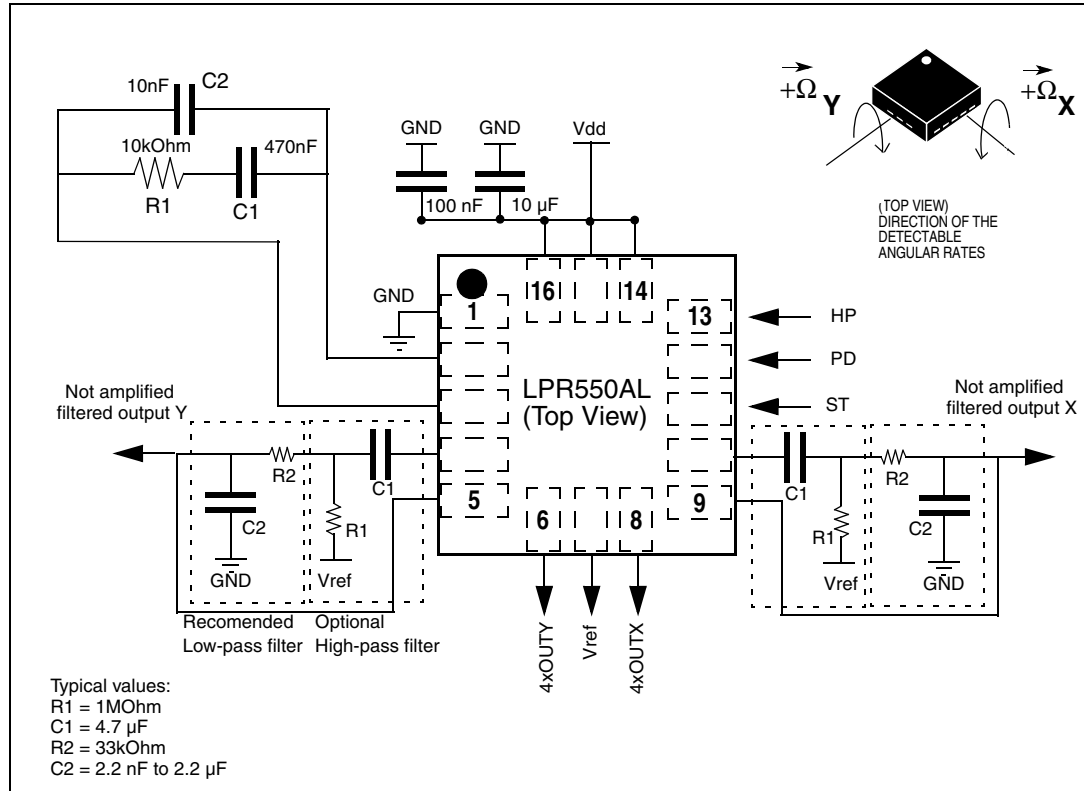 10nF
C2
10kOhm
470nF
R1
C1
GND
GND
Vdd
100 nF
10 µF
+Ω Y
+Ω X
(TOP VIEW)
DIRECTION OF THE
DETECTABLE
ANGULAR RATES
GND
1
16
14
13
HP
PD
ST
LPR550AL
(Top View)
5
6
8
9
Not amplified
filtered output Y
R2
C1
C2
R1
GND
Vref
Recomended
Low-pass filter
Optional
High-pass filter
Not amplified
filtered output X
C1
R2
R1
C2
Vref
GND
4xOUTY
Vref
4xOUTX
Typical values:
R1 = 1MOhm
C1 = 4.7 µF
R2 = 33kOhm
C2 = 2.2 nF to 2.2 µF